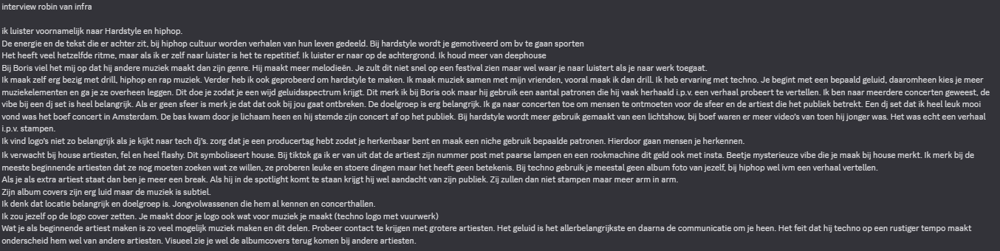 interview robin van infra
ik luister voornamelijk naar Hardstyle en hiphop.
De energie en de tekst die er achter zit, bij hiphop cultuur worden verhalen van hun leven gedeeld. Bij hardstyle wordt je gemotiveerd om bv te gaan sporten
Het heeft veel hetzelfde ritme, maar als ik er zelf naar luister is het te repetitief. Ik luister er naar op de achtergrond. Ik houd meer van deephouse
Bij Boris viel het mij op dat hij andere muziek maakt dan zijn genre. Hij maakt meer melodieën. Je zult dit niet snel op een festival zien maar wel waar je naar luistert als je naar werk toegaat.
Ik maak zelf erg bezig met drill, hiphop en rap muziek. Verder heb ik ook geprobeerd om hardstyle te maken. Ik maak muziek samen met mijn vrienden, vooral maak ik dan drill. Ik heb ervaring met techno. Je begint met een bepaald geluid, daaromheen kies je meer
muziekelementen en ga je ze overheen leggen. Dit doe je zodat je een wijd geluidsspectrum krijgt. Dit merk ik bij Boris ook maar hij gebruik een aantal patronen die hij vaak herhaald i.p.v. een verhaal probeert te vertellen. Ik ben naar meerdere concerten geweest, de
vibe bij een dj set is heel belangrijk. Als er geen sfeer is merk je dat dat ook bij jou gaat ontbreken. De doelgroep is erg belangrijk. Ik ga naar concerten toe om mensen te ontmoeten voor de sfeer en de artiest die het publiek betrekt. Een dj set dat ik heel leuk mooi
vond was het boef concert in Amsterdam. De bas kwam door je lichaam heen en hij stemde zijn concert af op het publiek. Bij hardstyle wordt meer gebruik gemaakt van een lichtshow, bij boef waren er meer video's van toen hij jonger was. Het was echt een verhaal
i.p.v. stampen.
Ik vind logo's niet zo belangrijk als je kijkt naar tech dj's. zorg dat je een producertag hebt zodat je herkenbaar bent en maak een niche gebruik bepaalde patronen. Hierdoor gaan mensen je herkennen.
Ik verwacht bij house artiesten, fel en heel flashy. Dit symboliseert house. Bij tiktok ga ik er van uit dat de artiest zijn nummer post met paarse lampen en een rookmachine dit geld ook met insta. Beetje mysterieuze vibe die je maak bij house merkt. Ik merk bij de
meeste beginnende artiesten dat ze nog moeten zoeken wat ze willen, ze proberen leuke en stoere dingen maar het heeft geen betekenis. Bij techno gebruik je meestal geen album foto van jezelf, bij hiphop wel ivm een verhaal vertellen.
Als je als extra artiest staat dan ben je meer een break. Als hij in de spotlight komt te staan krijgt hij wel aandacht van zijn publiek. Zij zullen dan niet stampen maar meer arm in arm.
Zijn album covers zijn erg luid maar de muziek is subtiel.
Ik denk dat locatie belangrijk en doelgroep is. Jongvolwassenen die hem al kennen en concerthallen.
Ik zou jezelf op de logo cover zetten. Je maakt door je logo ook wat voor muziek je maakt (techno logo met vuurwerk)
Wat je als beginnende artiest maken is zo veel mogelijk muziek maken en dit delen. Probeer contact te krijgen met grotere artiesten. Het geluid is het allerbelangrijkste en daarna de communicatie om je heen. Het feit dat hij techno op een rustiger tempo maakt
onderscheid hem wel van andere artiesten. Visueel zie je wel de albumcovers terug komen bij andere artiesten.